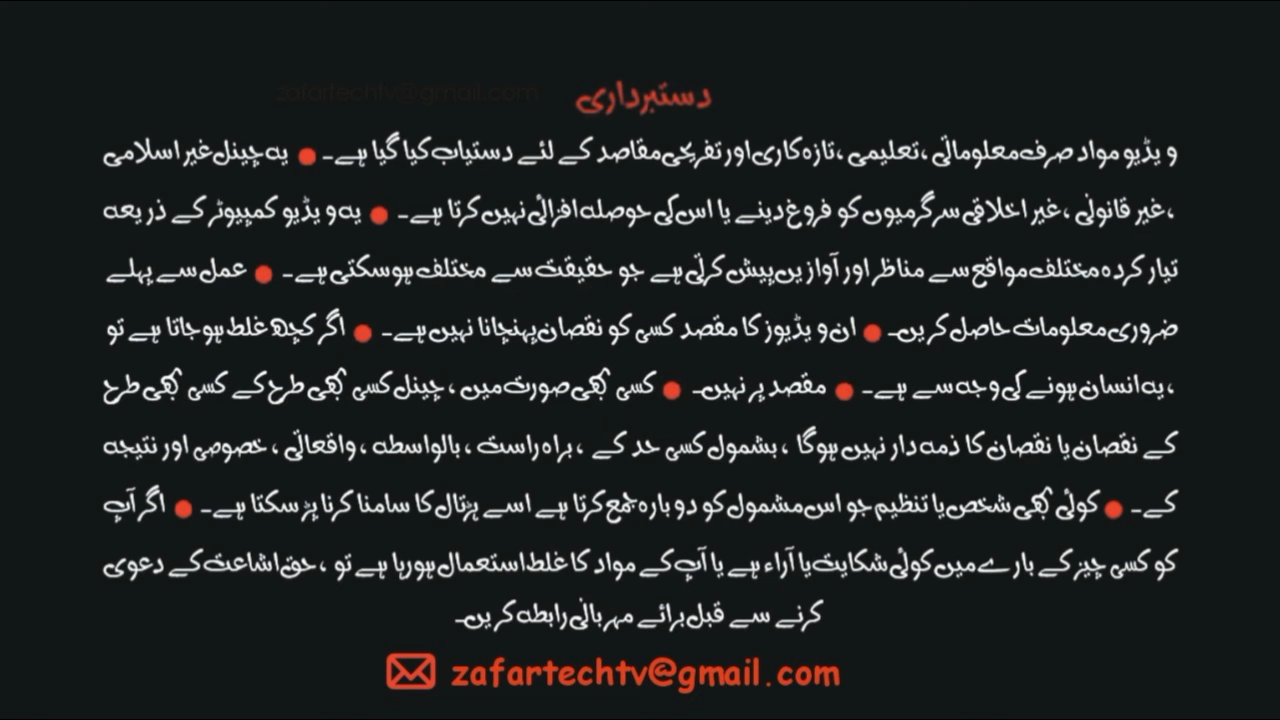 zafartechtv@gmail.com
دستبرداری
ویڈیو مواد صرف معلوماتی ،تعلیمی ،تازہ کاری اور تفریحی مقاصد کے لئے دستیاب کیا گیا ہے۔ ● یہ چینل غیر اسلامی
،غیر قانونی ،غیر اخلاقی سرگرمیوں کو فروغ دینے یا اس کی حوصلہ افزائی نہیں کرتا ہے۔ ● یہ ویڈیو کمپیوٹر کے ذریعہ
تیار کردہ مختلف مواقع سے مناظر اور آوازیں پیش کرتی ہے جو حقیقت سے مختلف ہوسکتی ہے۔ ● عمل سے پہلے
ضروری معلومات حاصل کریں۔ ● ان ویڈیوز کا مقصد کسی کو نقصان پہنچانا نہیں ہے۔ ● اگر کچھ غلط ہو جاتا ہے تو
،یہ انسان ہونے کی وجہ سے ہے۔ ● مقصد پر نہیں۔ ● کسی بھی صورت میں ، چینل کسی بھی طرح کے کسی بھی طرح
کے نقصان یا نقصان کا ذمہ دار نہیں ہوگا ، بشمول کسی حد کے ، براہ راست ، بالواسطہ ، واقعاتی ، خصوصی اور نتیجہ
کے۔ ● کوئی بھی شخص یا تنظیم جو اس مشمول کو دوبارہ جمع کرتا ہے اسے ہڑتال کا سامنا کرنا پڑ سکتا ہے۔ ● اگر آپ
کو کسی چیز کے بارے میں کوئی شکایت یا آراء ہے یا آپ کے مواد کا غلط استعمال ہو رہا ہے تو ، حق اشاعت کے دعوی
کرنے سے قبل برائے مہربانی رابطہ کریں۔
zafartechtv@gmail.com